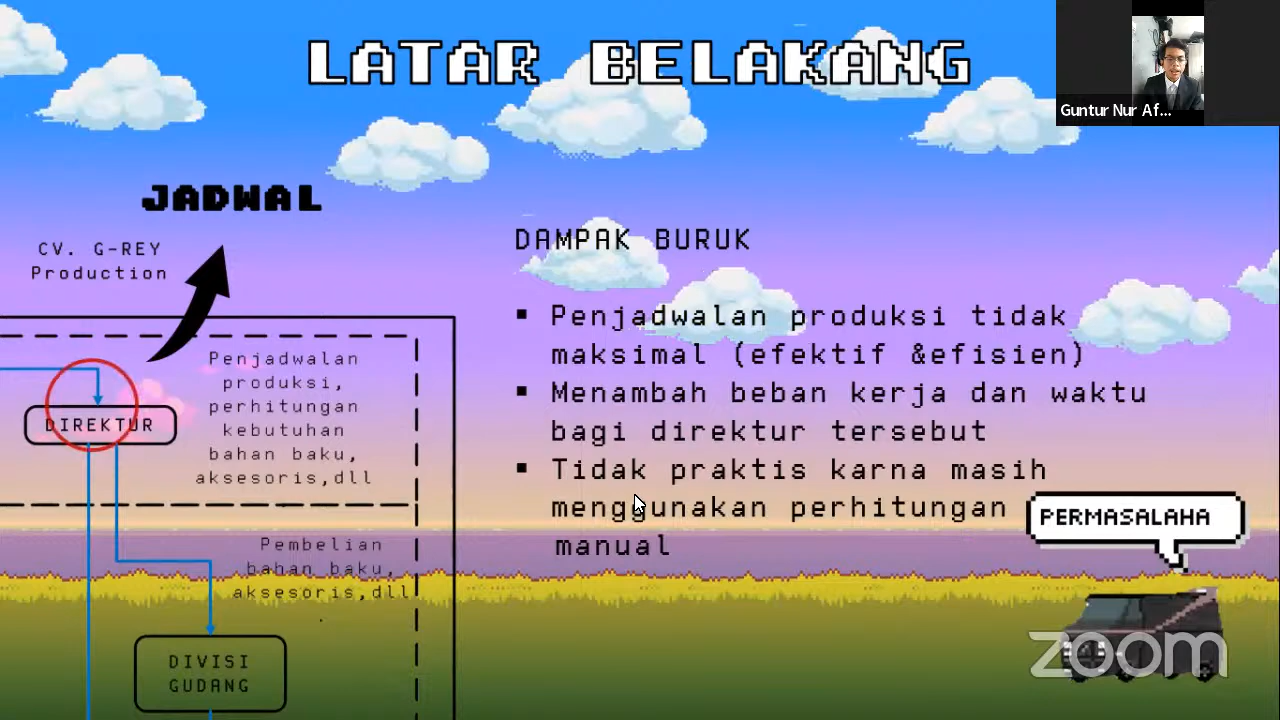 LATAR BELAKANG
Guntur Nur Af...
JADWAL
CV. G-REY
Production
DIREKTUR
Penjadwalan
produksi,
perhitungan
kebutuhan
bahan baku,
aksesoris,dll
Pembelian
bahan baku,
aksesoris,dll
.
DIVISI
GUDANG
DAMPAK BURUK
▪ Penjadwalan produksi tidak
maksimal (efektif &efisien)
▪ Menambah beban kerja dan waktu
bagi direktur tersebut
▪ Tidak praktis karna masih
menggunakan perhitungan
manual
PERMASALAHA
zoom